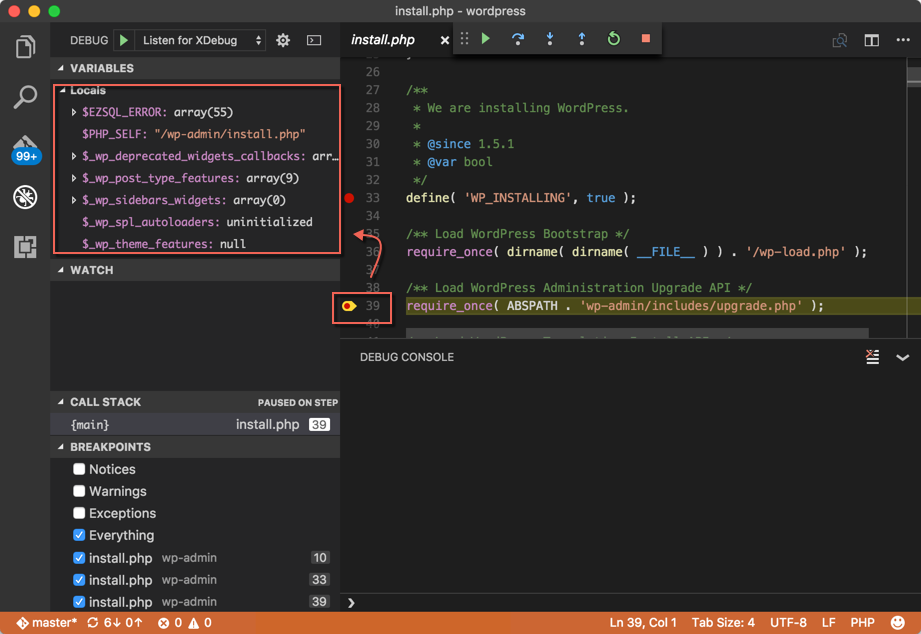 install.php - wordpress
DEBUG Listen for XDebug
install.php
VARIABLES
Locals
$EZSQL_ERROR: array(55)
$PHP_SELF: "/wp-admin/install.php"
$_wp_deprecated_widgets_callbacks: arr…
$_wp_post_type_features: array(9)
$_wp_sidebars_widgets: array(0)
$_wp_spl_autoloaders: uninitialized
$_wp_theme_features: null
99+
WATCH
CALL STACK PAUSED ON STEP
{main} install.php 39
BREAKPOINTS
Notices
Warnings
Exceptions
Everything
install.php wp-admin 10
install.php wp-admin 33
install.php wp-admin 39
26
27 /**
28 * We are installing WordPress.
29 *
30 * @since 1.5.1
31 * @var bool
32 */
33 define( 'WP_INSTALLING', true );
34
35 /** Load WordPress Bootstrap */
36 require_once( dirname( dirname( __FILE__ ) ) . '/wp-load.php' );
37
38 /** Load WordPress Administration Upgrade API */
39 require_once( ABSPATH . 'wp-admin/includes/upgrade.php' );
40
DEBUG CONSOLE
master* 6↓ 0↑ 0 0 Ln 39, Col 1 Tab Size: 4 UTF-8 LF PHP